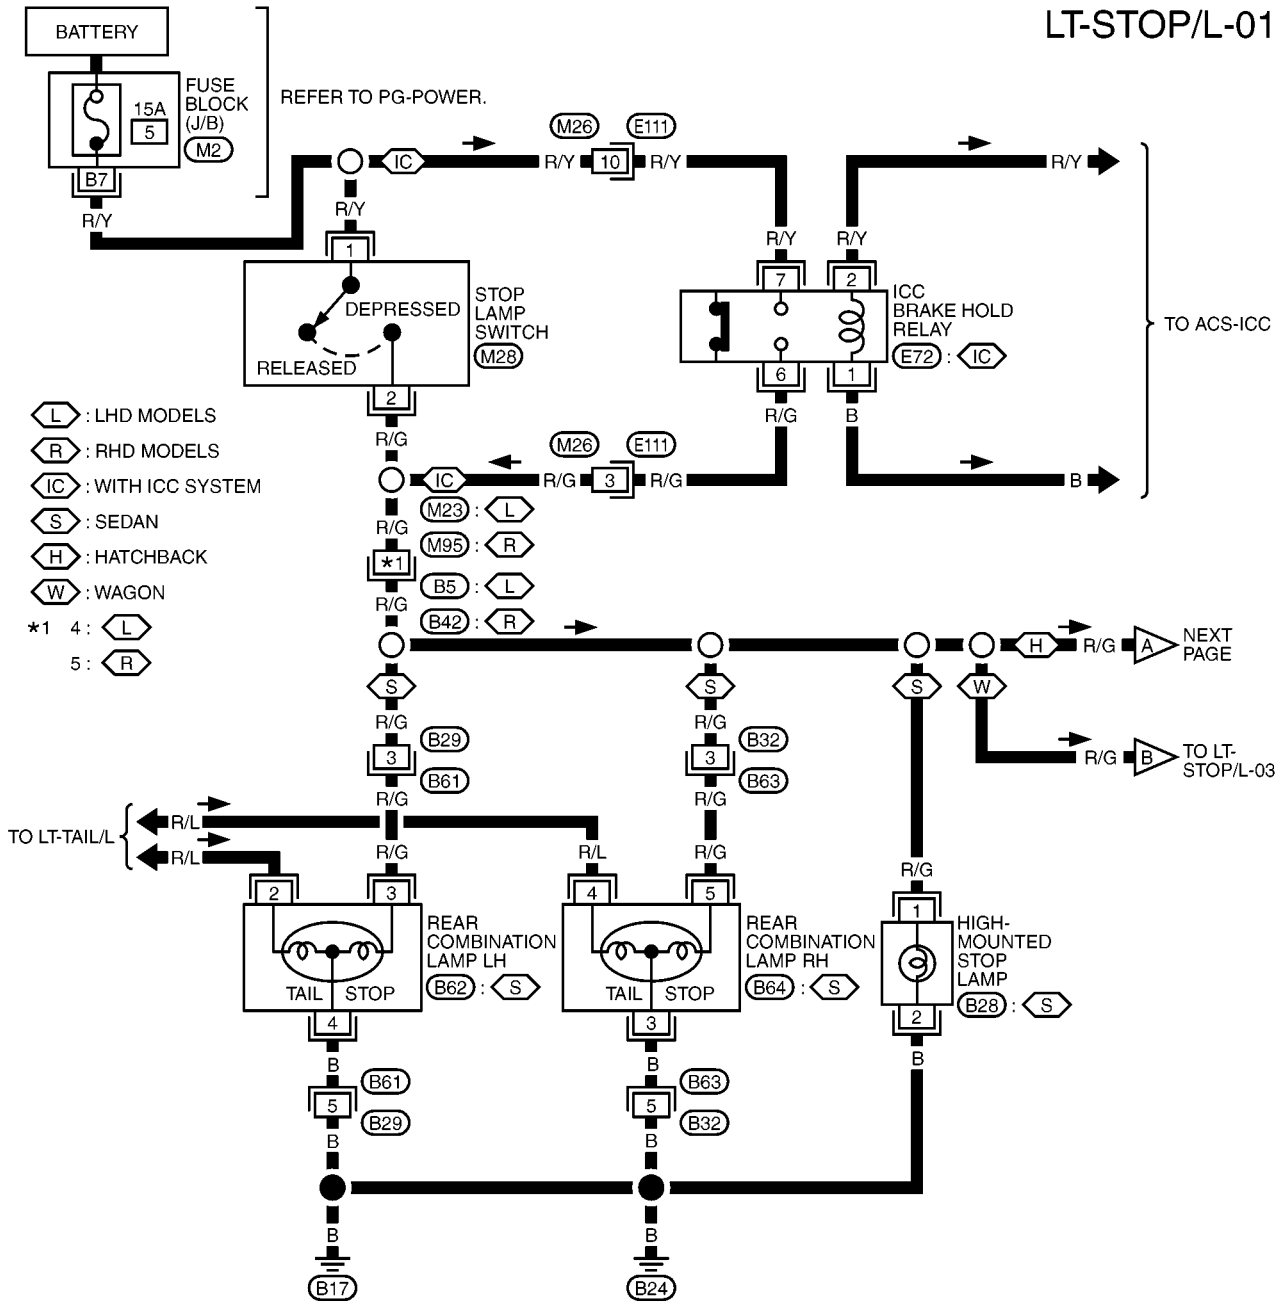 LT-STOP/L-01
BATTERY
FUSE
BLOCK
(J/B)
M2
15A
5
B7
REFER TO PG-POWER.
R/Y
IC
R/Y
M26
E111
10
R/Y
R/Y
R/Y
R/Y
R/Y
1
7
2
STOP
LAMP
SWITCH
M28
DEPRESSED
RELEASED
2
R/G
ICC
BRAKE HOLD
RELAY
E72 : IC
TO ACS-ICC
6
1
R/G
B
M26
E111
IC
R/G
3
R/G
B
L : LHD MODELS
R : RHD MODELS
IC : WITH ICC SYSTEM
S : SEDAN
H : HATCHBACK
W : WAGON
*1 4 : L
5 : R
R/G
*1
R/G
M23 : L
M95 : R
B5 : L
B42 : R
H
R/G
A
NEXT
PAGE
S
S
S
W
R/G
R/G
B29
B32
3
3
B61
B63
R/G
R/G
R/G
B
TO LT-
STOP/L-03
TO LT-TAIL/L
R/L
R/L
R/G
R/L
R/G
R/G
2
3
4
5
1
REAR
COMBINATION
LAMP LH
B62 : S
TAIL STOP
REAR
COMBINATION
LAMP RH
B64 : S
TAIL STOP
HIGH-
MOUNTED
STOP
LAMP
B28 : S
4
3
2
B
B
B
B61
B63
5
5
B29
B32
B
B
B
B
B17
B24